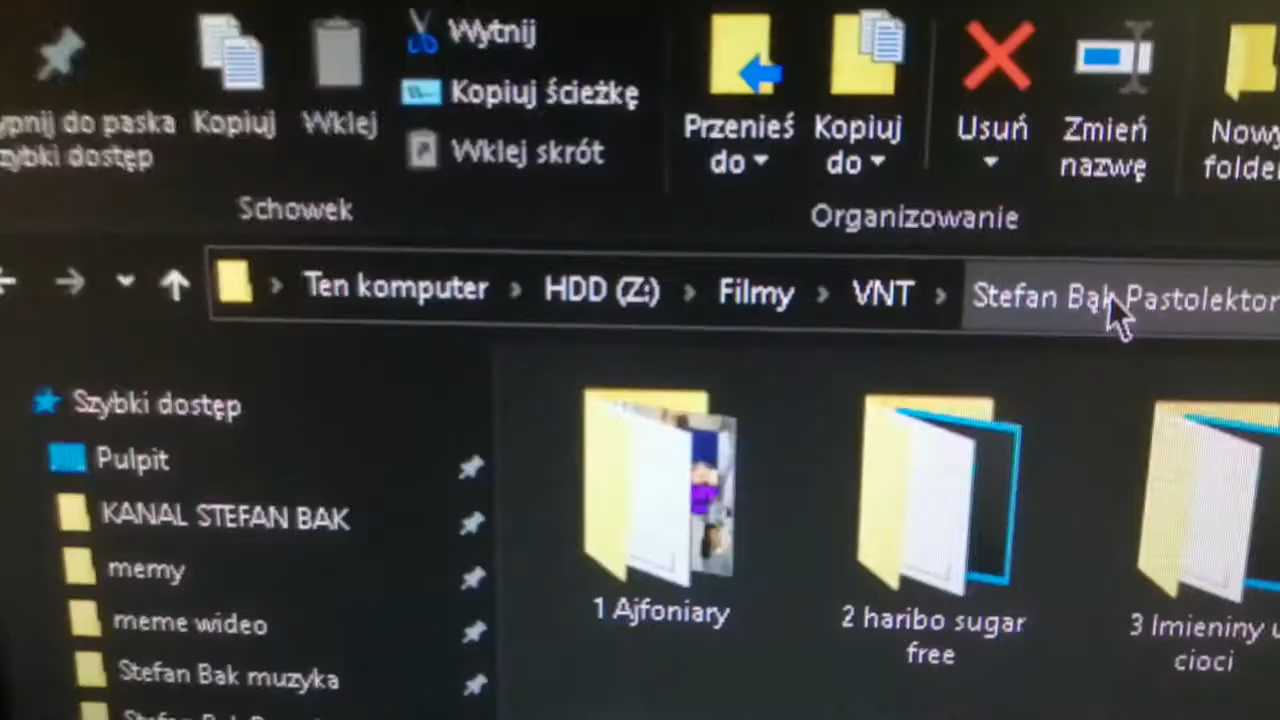 Wytnij
Kopiuj ścieżkę
Wklej skrót
ypnij do paska
zybki dostęp
Kopiuj
Wklej
Przenieś
do
Kopiuj
do
Usuń
Zmień
nazwę
Nowy
folder
Schowek
Organizowanie
Ten komputer > HDD (Z:) > Filmy > VNT > Stefan Bąk Pastolektor
Szybki dostęp
Pulpit
KANAL STEFAN BAK
memy
meme wideo
Stefan Bak muzyka
1 Ajfoniary
2 haribo sugar
free
3 Imieniny u
cioci